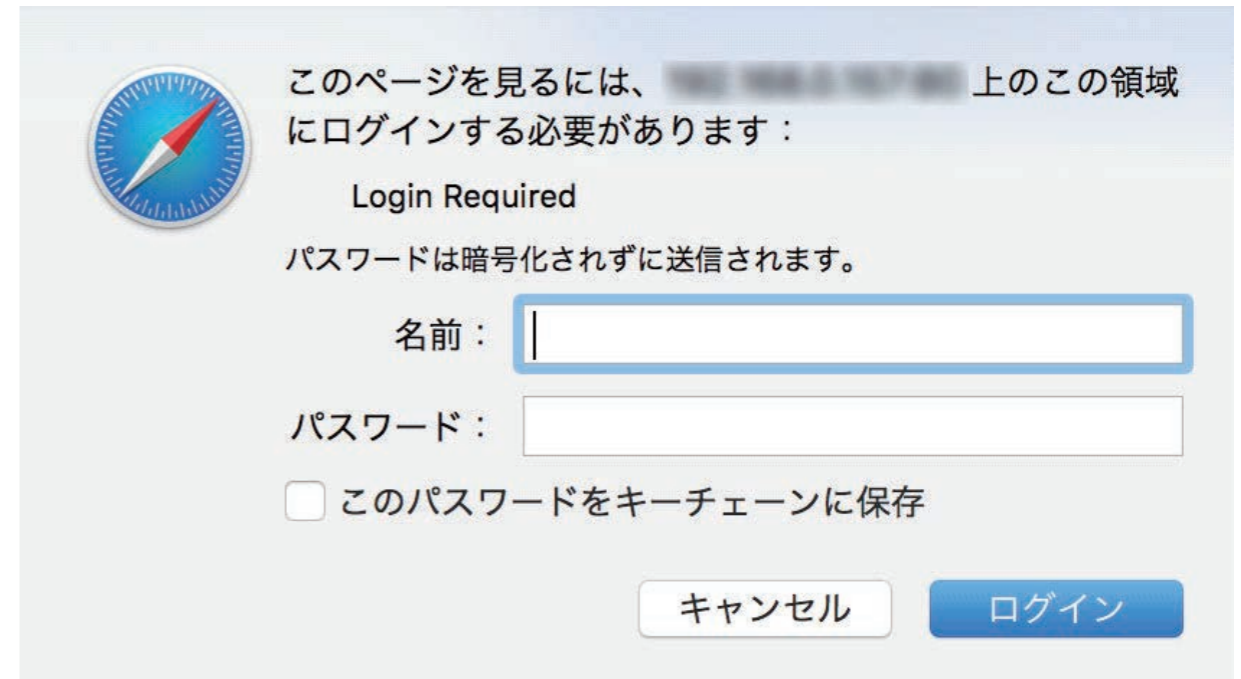 このページを見るには、 上のこの領域
にログインする必要があります：
Login Required
パスワードは暗号化されずに送信されます。
名前：
パスワード：
このパスワードをキーチェーンに保存
キャンセル
ログイン